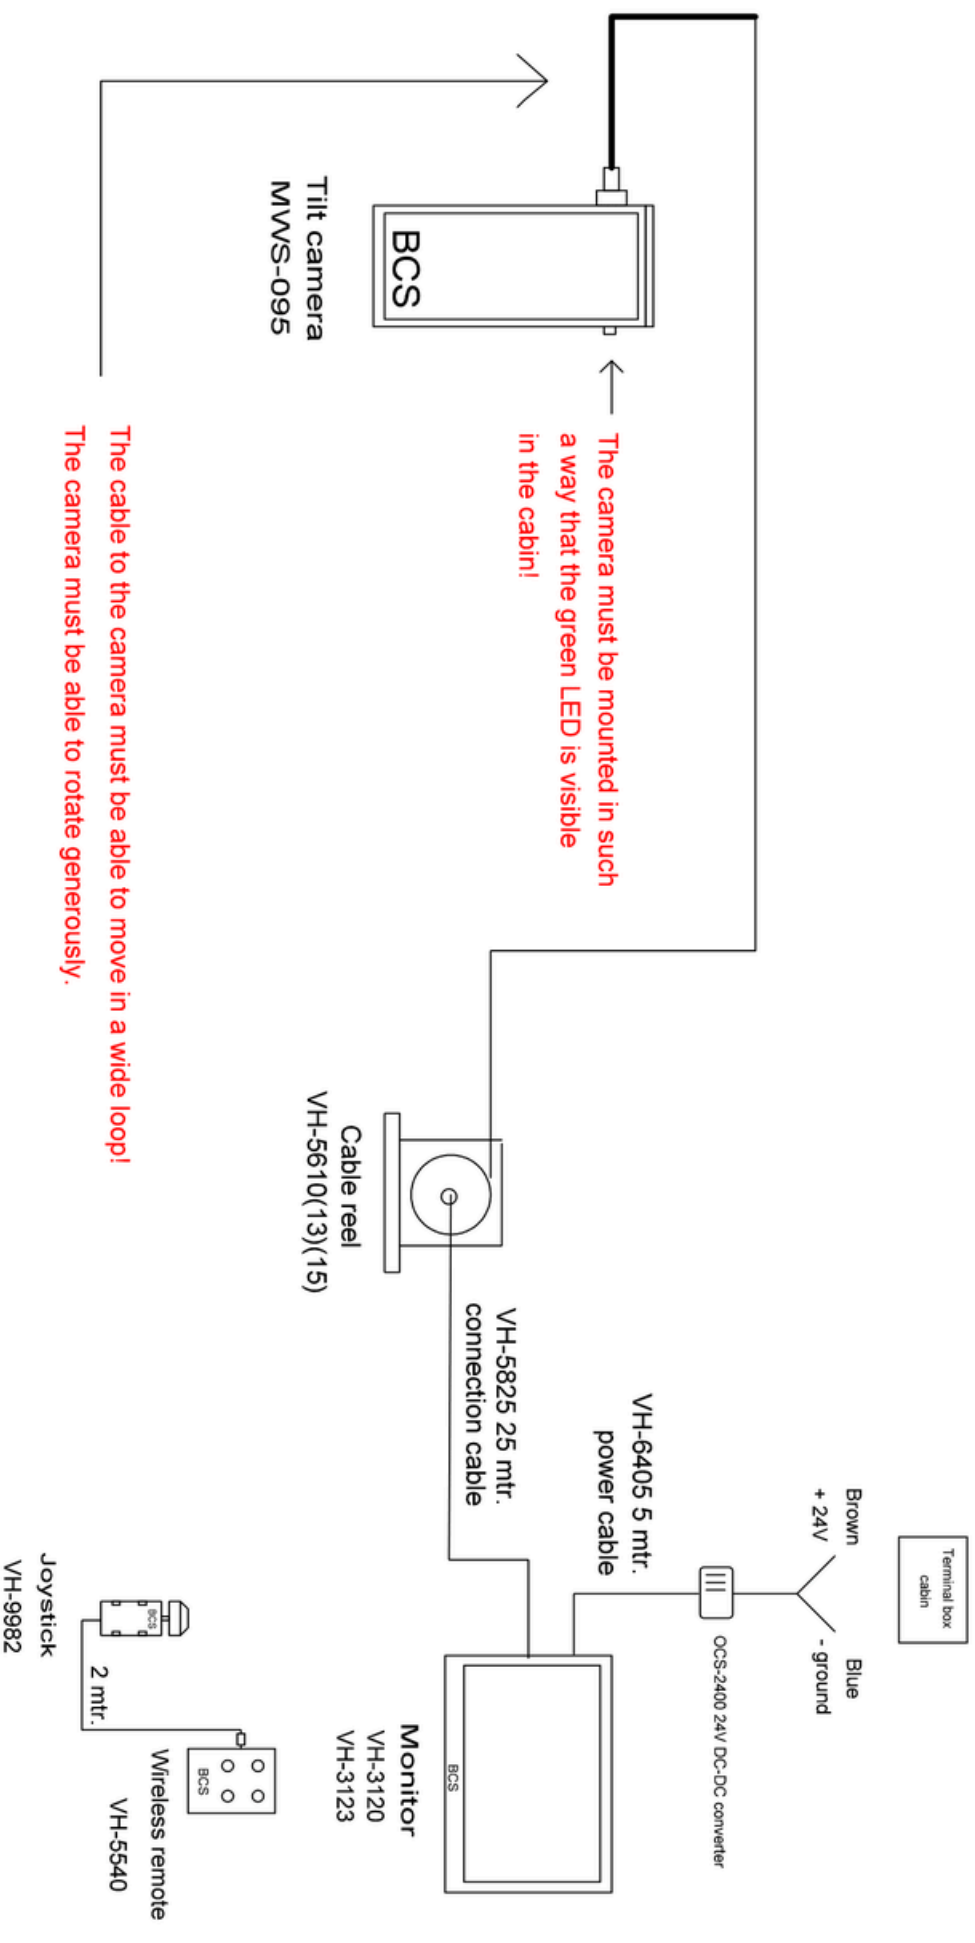 BCS
Tilt camera
MWS-095
The camera must be mounted in such
a way that the green LED is visible
in the cabin!
The cable to the camera must be able to move in a wide loop!
The camera must be able to rotate generously.
Cable reel
VH-5610(13)(15)
VH-5825 25 mtr.
connection cable
VH-6405 5 mtr.
power cable
Terminal box
cabin
Brown
+ 24V
Blue
- ground
OCS-2400 24V DC-DC converter
BCS
Monitor
VH-3120
VH-3123
BCS
Joystick
VH-9982
2 mtr.
BCS
Wireless remote
VH-5540